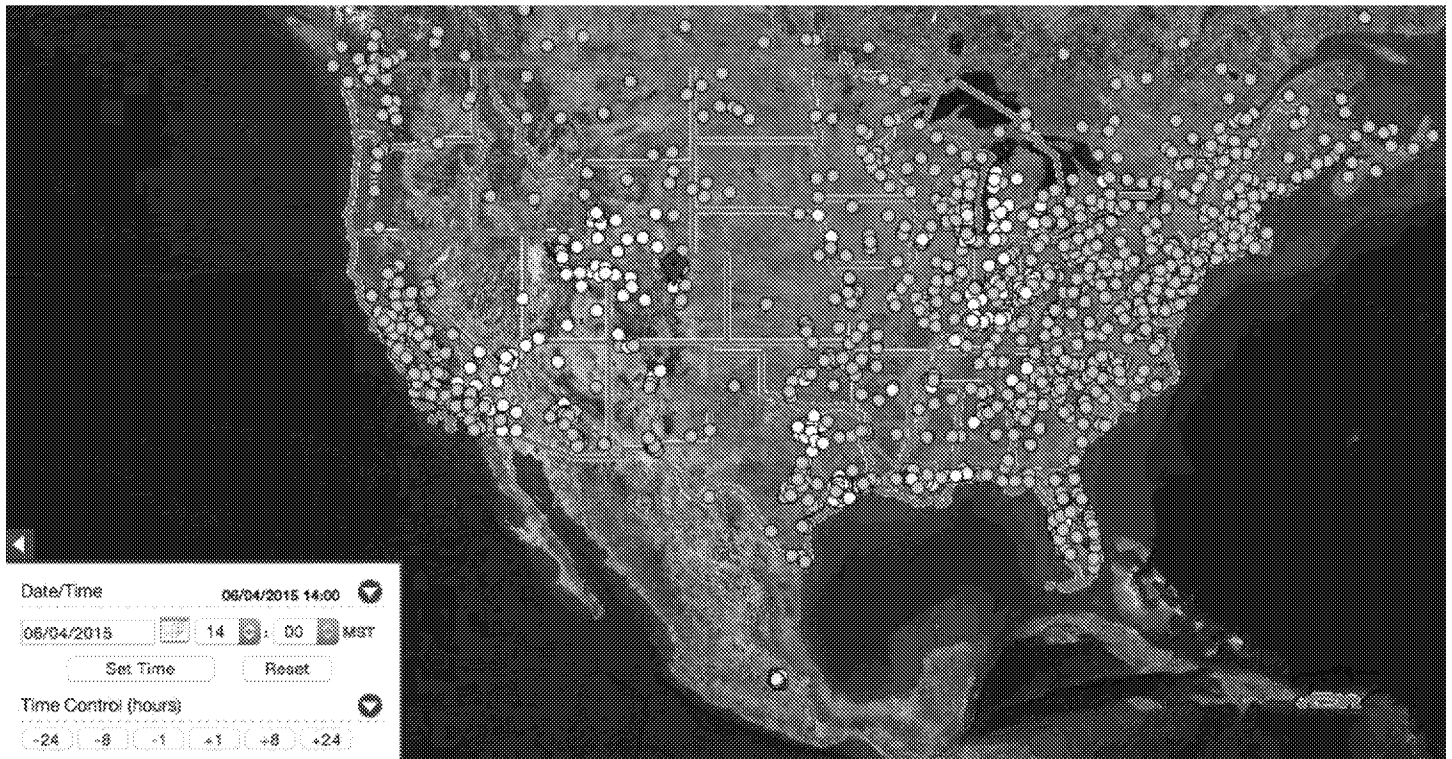 Date/Time 06/04/2015 14:00
06/04/2015 14 : 00 MST
Set Time Reset
Time Control (hours)
-24 -8 -1 +1 +8 +24